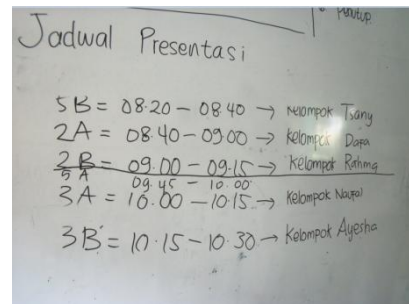 Penutup.
Jadwal Presentasi
5B = 08.20 - 08.40 → Kelompok Tsany
2A = 08.40 - 09.00 → Kelompok Dafa
2B = 09.00 - 09.15 → Kelompok Rahma
5A 09.45 - 10.00
3A = 10.00 - 10.15 → Kelompok Naufal
3B = 10.15 - 10.30 → Kelompok Ayesha